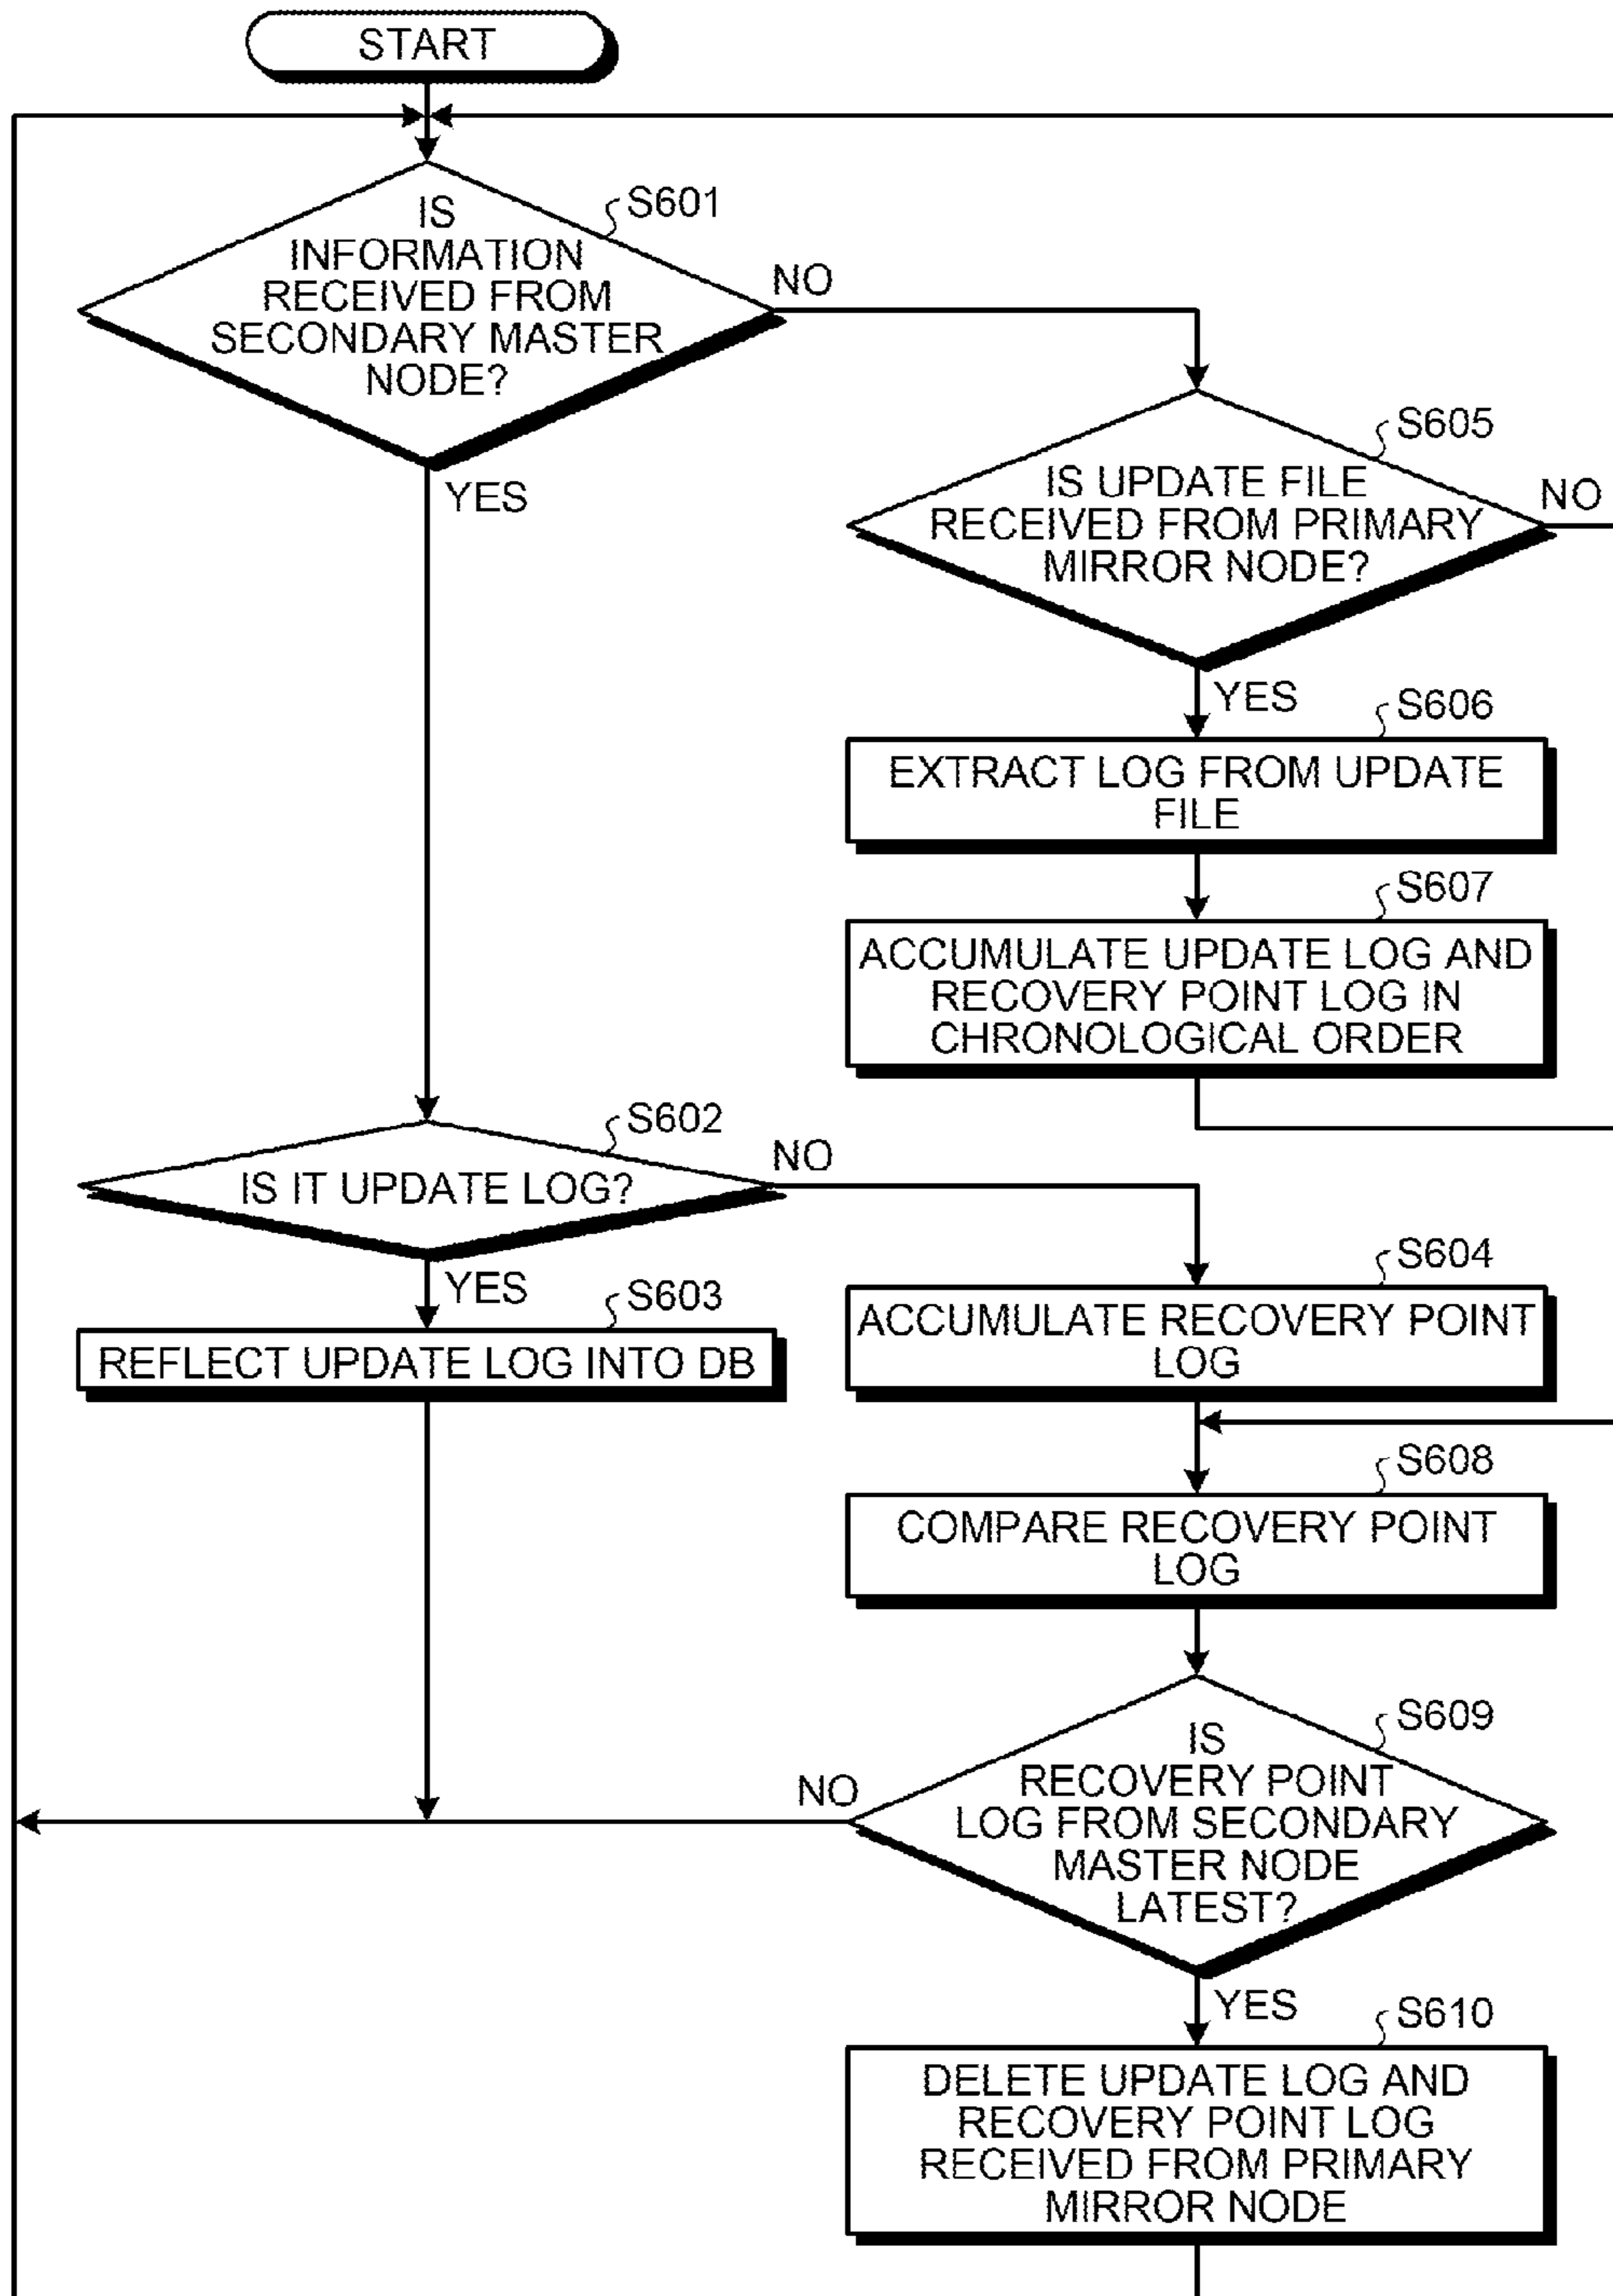 START
S601
IS
INFORMATION
RECEIVED FROM
SECONDARY MASTER
NODE?
NO
YES
S605
IS UPDATE FILE
RECEIVED FROM PRIMARY
MIRROR NODE?
NO
YES
S606
EXTRACT LOG FROM UPDATE
FILE
S607
ACCUMULATE UPDATE LOG AND
RECOVERY POINT LOG IN
CHRONOLOGICAL ORDER
S602
IS IT UPDATE LOG?
NO
YES
S603
REFLECT UPDATE LOG INTO DB
S604
ACCUMULATE RECOVERY POINT
LOG
S608
COMPARE RECOVERY POINT
LOG
S609
IS
RECOVERY POINT
LOG FROM SECONDARY
MASTER NODE
LATEST?
NO
YES
S610
DELETE UPDATE LOG AND
RECOVERY POINT LOG
RECEIVED FROM PRIMARY
MIRROR NODE